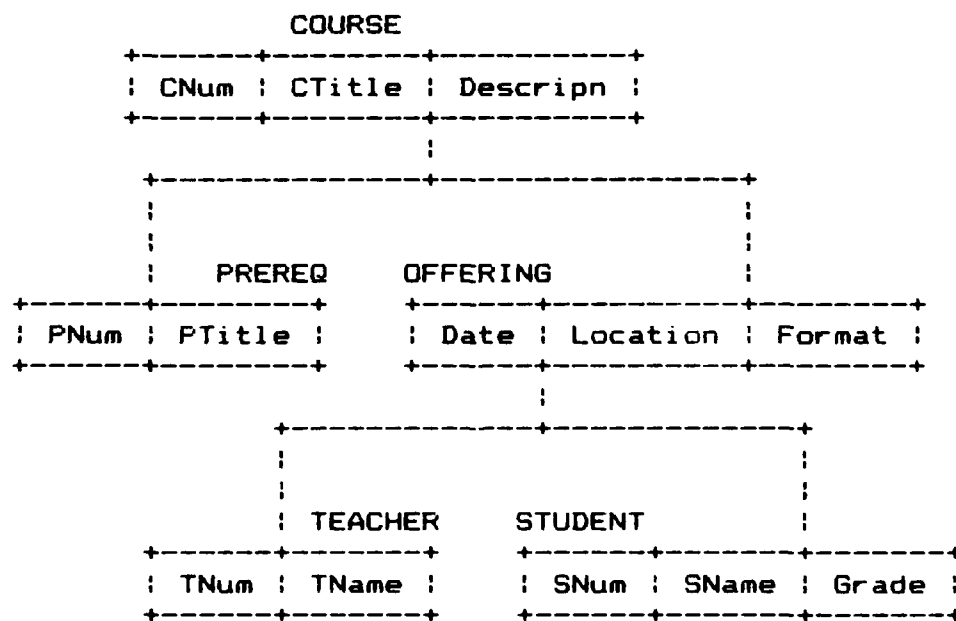 COURSE
CNum CTitle Descripn
PREREQ OFFERING
PNum PTitle Date Location Format
TEACHER STUDENT
TNum TName SNum SName Grade